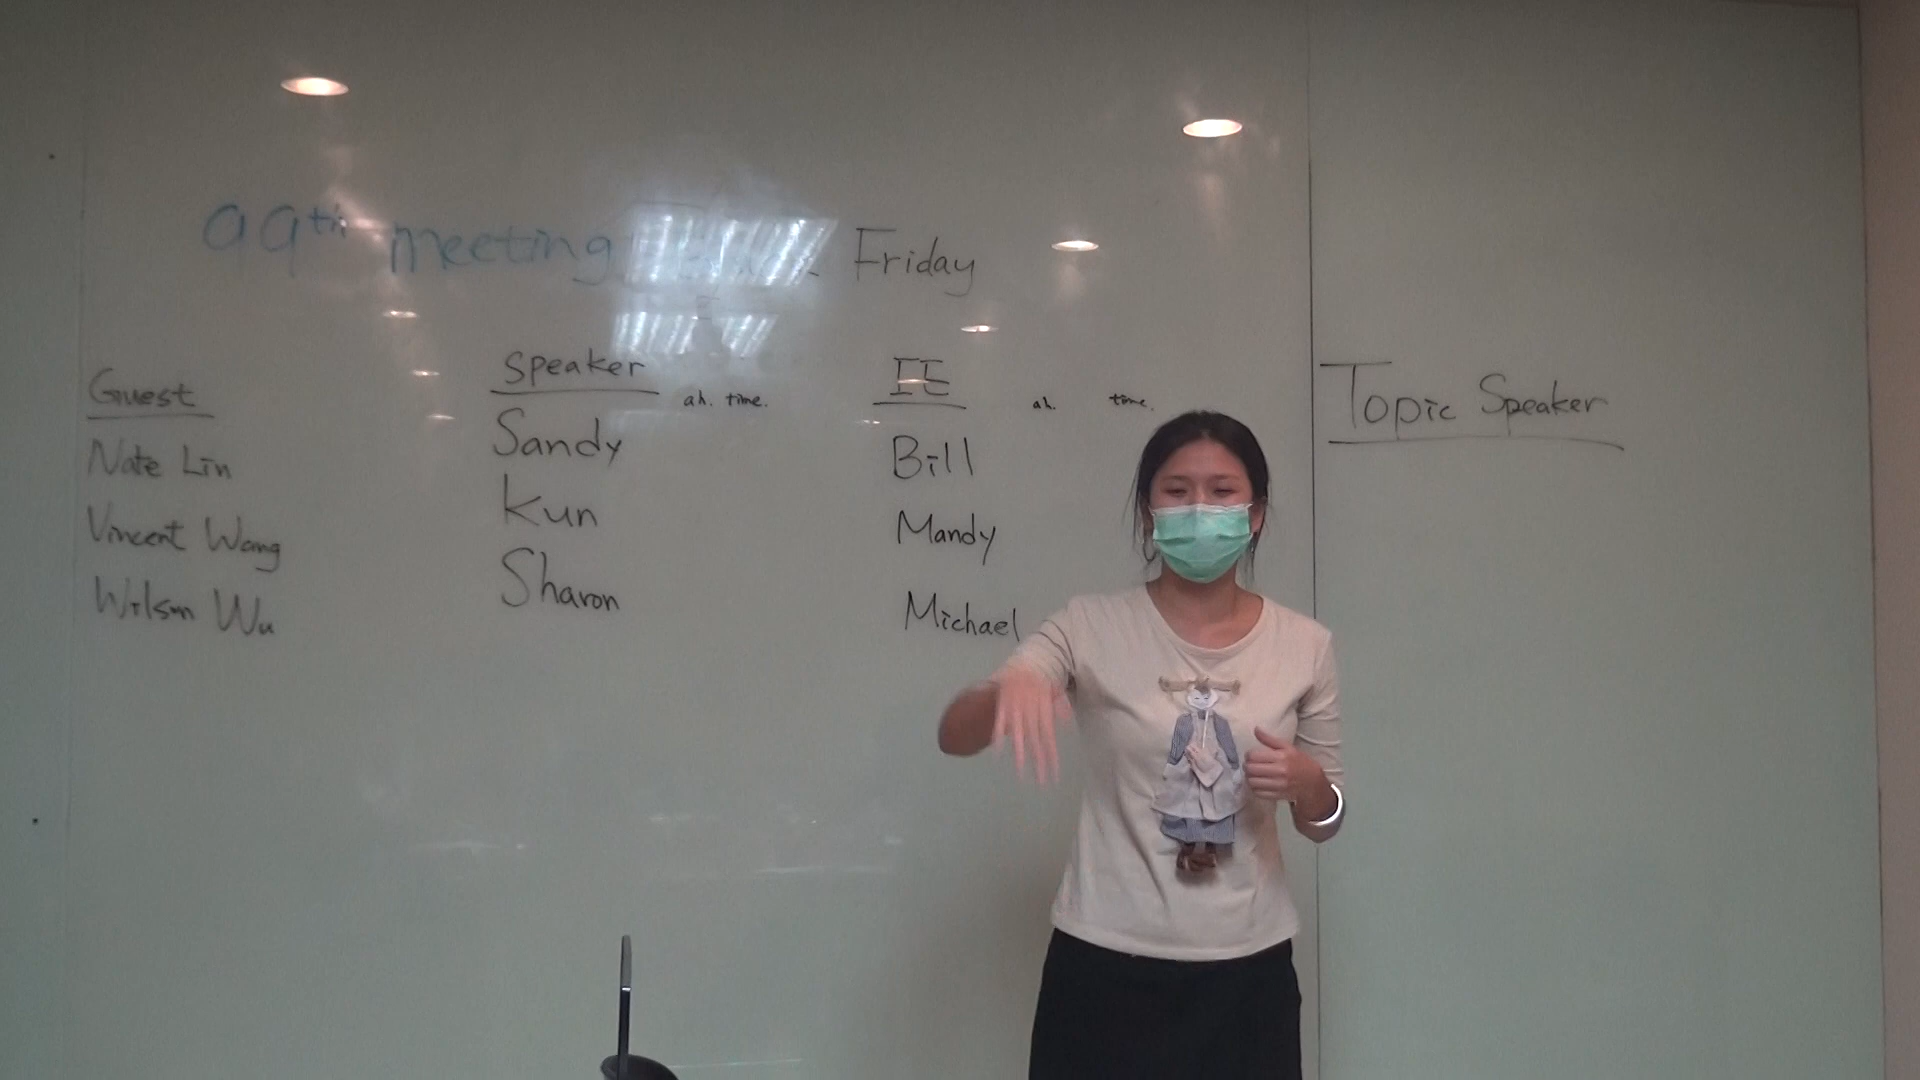 99th meeting Friday
Guest
Nate Lin
Vincent Wang
Wilson Wu
Speaker ah. time.
Sandy
Kun
Sharon
IE ah. time.
Bill
Mandy
Michael
Topic Speaker